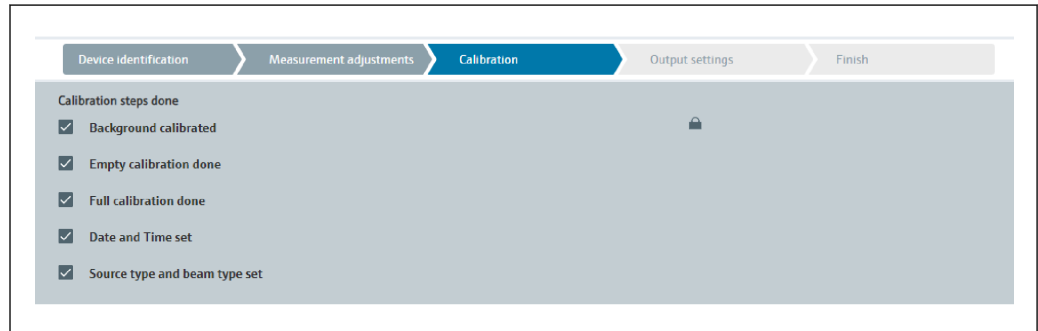 Device identification
Measurement adjustments
Calibration
Output settings
Finish
Calibration steps done
Background calibrated
Empty calibration done
Full calibration done
Date and Time set
Source type and beam type set